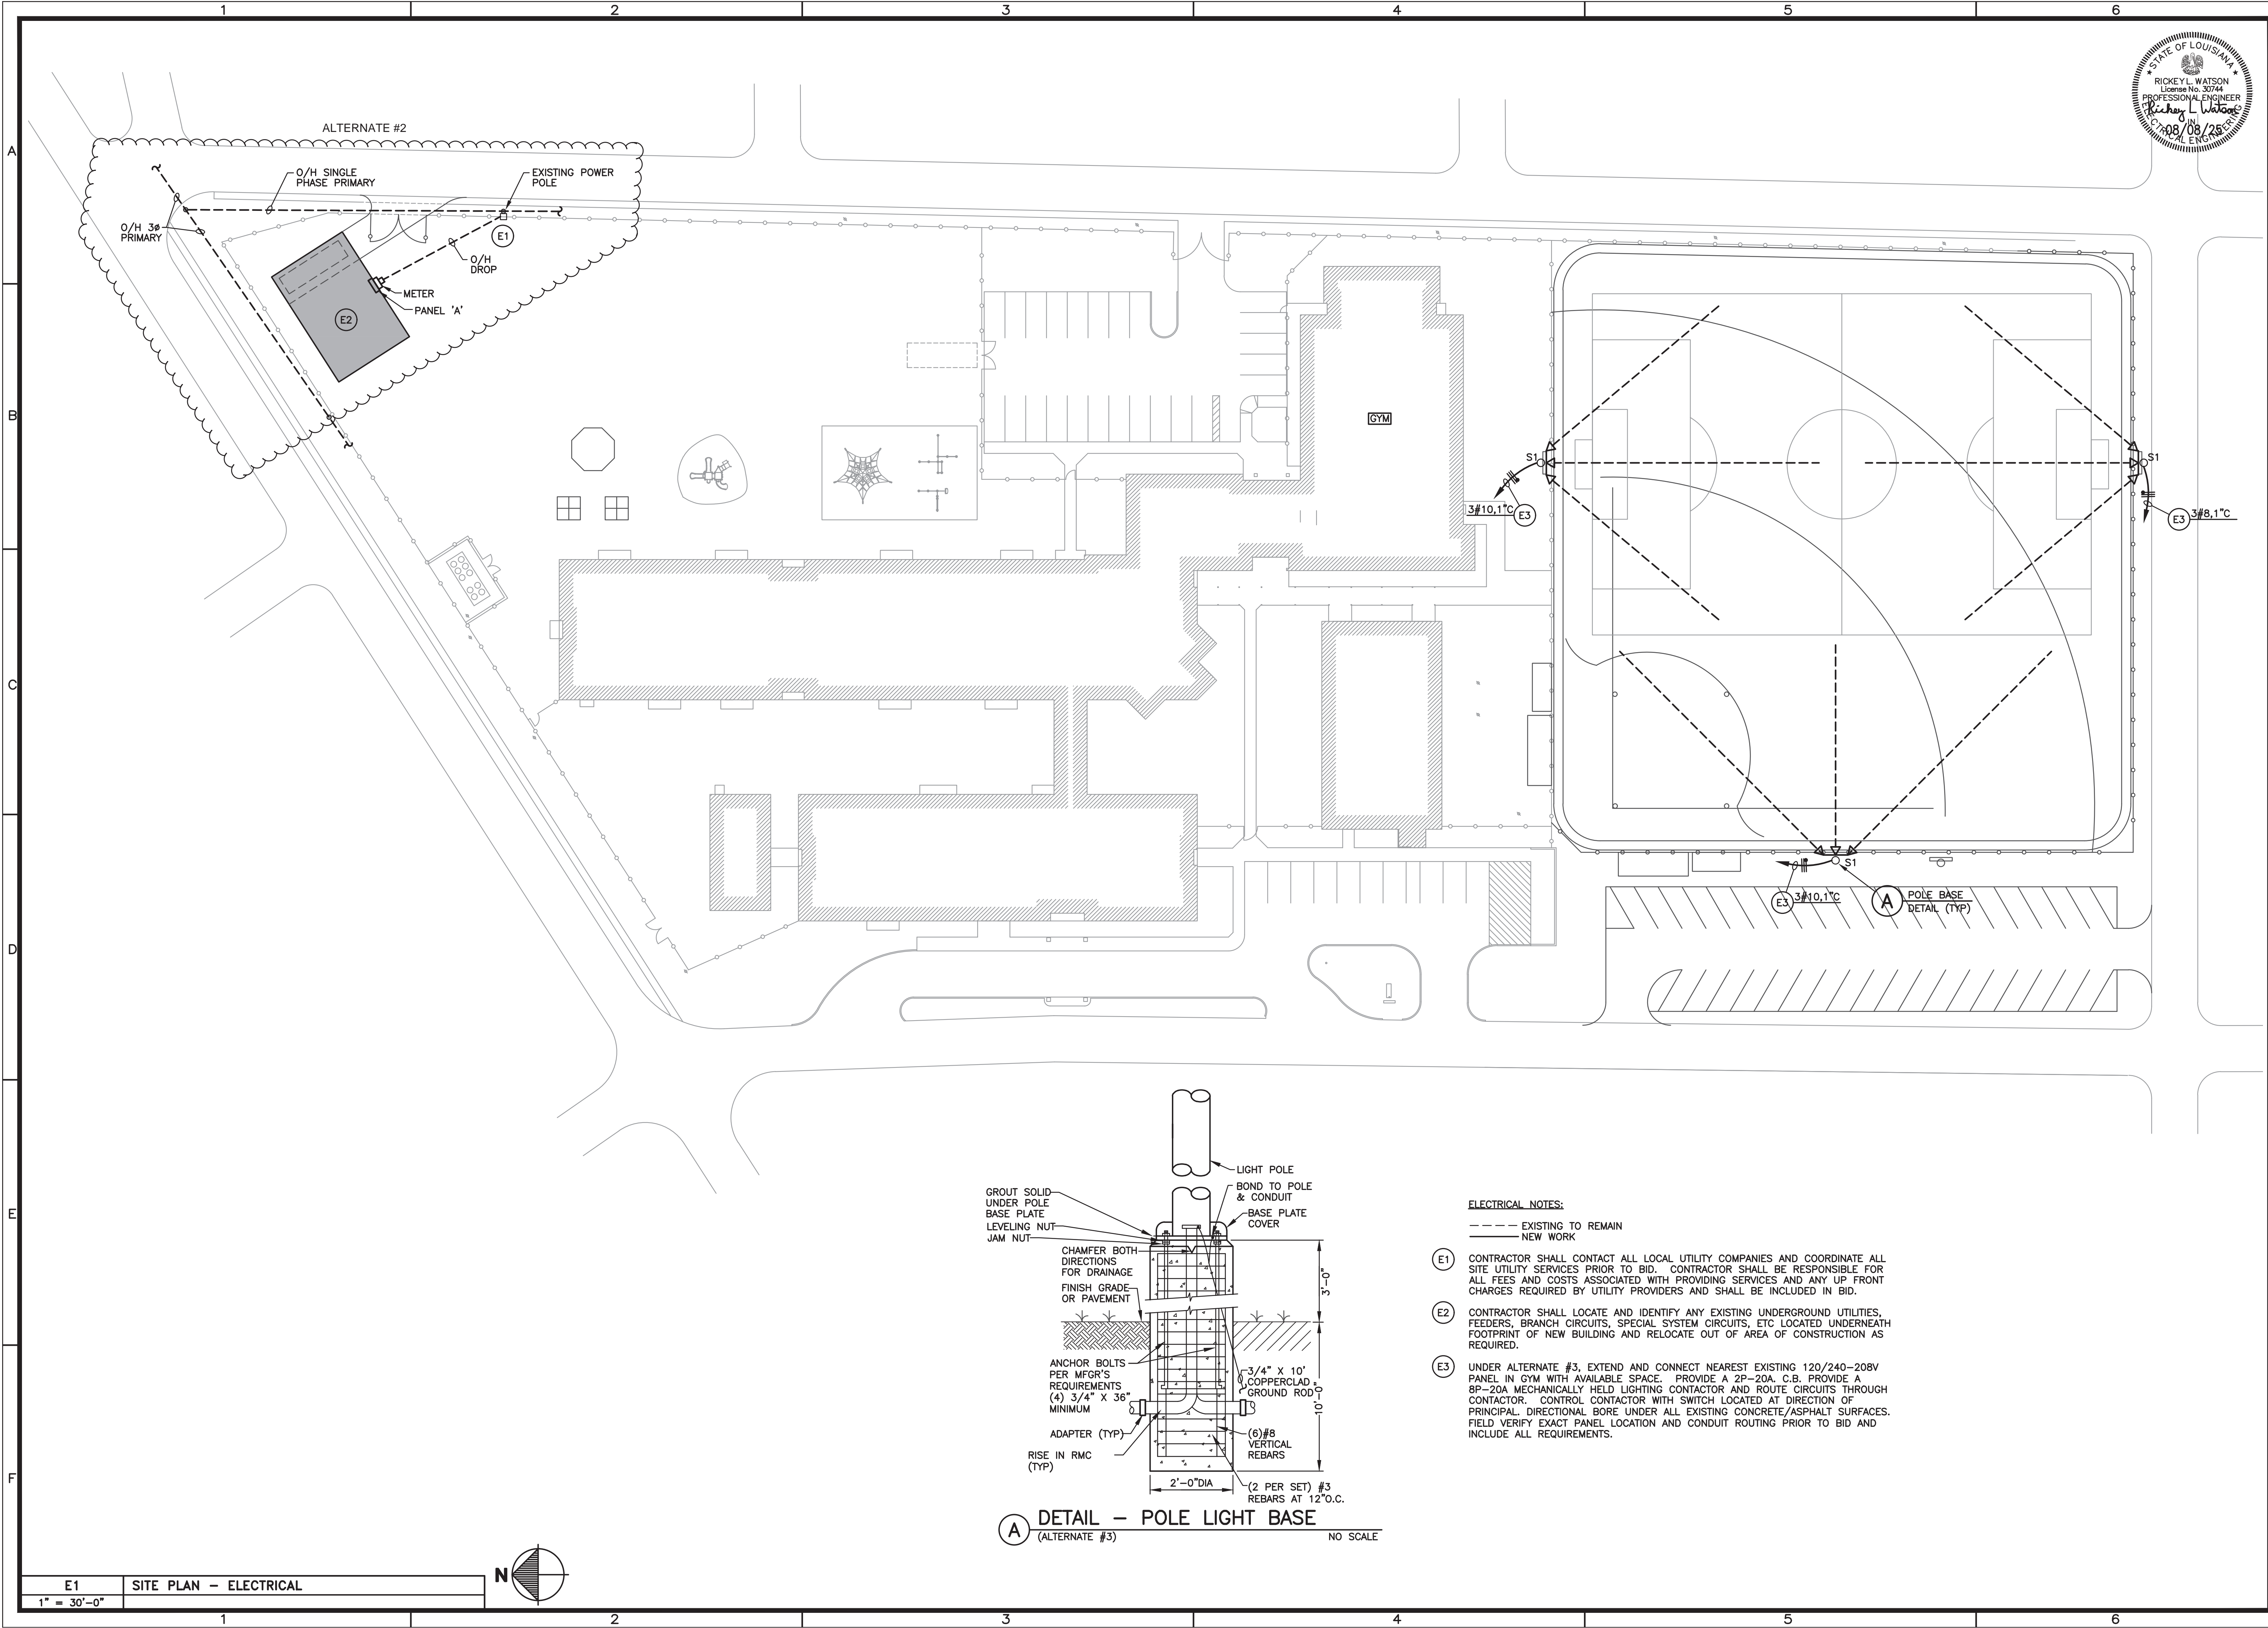 1 2 3 4 5 6
A
B
C
D
E
F
STATE OF LOUISIANA
RICKEY L. WATSON
License No. 30744
PROFESSIONAL ENGINEER
Rickey L Watson
IN
08/08/25
ELECTRICAL ENGINEERING
ALTERNATE #2
O/H SINGLE
PHASE PRIMARY
EXISTING POWER
POLE
O/H 3ø
PRIMARY
E1
O/H
DROP
METER
PANEL 'A'
E2
GYM
S1
3#10,1"C
E3
S1
E3
3#8,1"C
S1
E3
3#10,1"C
A
POLE BASE
DETAIL (TYP)
LIGHT POLE
GROUT SOLID
UNDER POLE
BASE PLATE
BOND TO POLE
& CONDUIT
LEVELING NUT
BASE PLATE
COVER
JAM NUT
CHAMFER BOTH
DIRECTIONS
FOR DRAINAGE
3'-0"
FINISH GRADE
OR PAVEMENT
ANCHOR BOLTS
PER MFGR'S
REQUIREMENTS
(4) 3/4" X 36"
MINIMUM
3/4" X 10'
COPPERCLAD
GROUND ROD
10'-0"
ADAPTER (TYP)
(6)#8
VERTICAL
REBARS
RISE IN RMC
(TYP)
2'-0"DIA
(2 PER SET) #3
REBARS AT 12"O.C.
A
DETAIL - POLE LIGHT BASE
(ALTERNATE #3)
NO SCALE
ELECTRICAL NOTES:
EXISTING TO REMAIN
NEW WORK
E1
CONTRACTOR SHALL CONTACT ALL LOCAL UTILITY COMPANIES AND COORDINATE ALL
SITE UTILITY SERVICES PRIOR TO BID. CONTRACTOR SHALL BE RESPONSIBLE FOR
ALL FEES AND COSTS ASSOCIATED WITH PROVIDING SERVICES AND ANY UP FRONT
CHARGES REQUIRED BY UTILITY PROVIDERS AND SHALL BE INCLUDED IN BID.
E2
CONTRACTOR SHALL LOCATE AND IDENTIFY ANY EXISTING UNDERGROUND UTILITIES,
FEEDERS, BRANCH CIRCUITS, SPECIAL SYSTEM CIRCUITS, ETC LOCATED UNDERNEATH
FOOTPRINT OF NEW BUILDING AND RELOCATE OUT OF AREA OF CONSTRUCTION AS
REQUIRED.
E3
UNDER ALTERNATE #3, EXTEND AND CONNECT NEAREST EXISTING 120/240-208V
PANEL IN GYM WITH AVAILABLE SPACE. PROVIDE A 2P-20A. C.B. PROVIDE A
8P-20A MECHANICALLY HELD LIGHTING CONTACTOR AND ROUTE CIRCUITS THROUGH
CONTACTOR. CONTROL CONTACTOR WITH SWITCH LOCATED AT DIRECTION OF
PRINCIPAL. DIRECTIONAL BORE UNDER ALL EXISTING CONCRETE/ASPHALT SURFACES.
FIELD VERIFY EXACT PANEL LOCATION AND CONDUIT ROUTING PRIOR TO BID AND
INCLUDE ALL REQUIREMENTS.
N
E1
SITE PLAN - ELECTRICAL
1" = 30'-0"
1 2 3 4 5 6